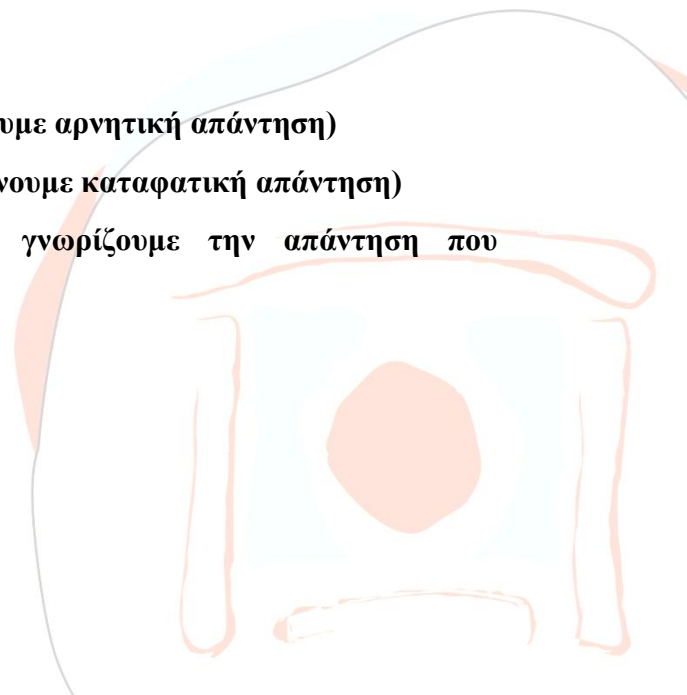 υμε αρνητική απάντηση)
νουμε καταφατική απάντηση)
γνωρίζουμε την απάντηση που